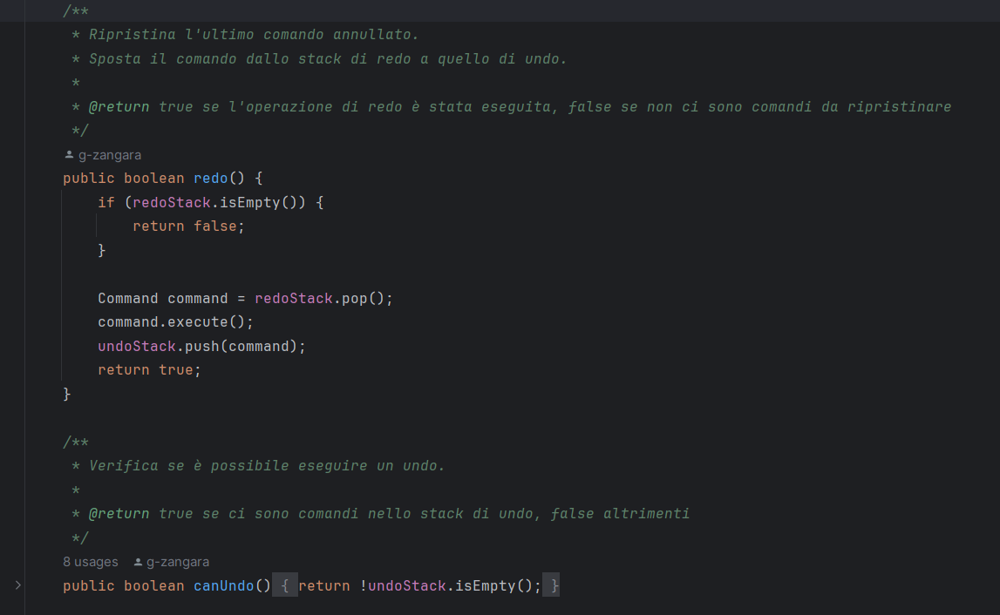 /**
 * Ripristina l'ultimo comando annullato.
 * Sposta il comando dallo stack di redo a quello di undo.
 *
 * @return true se l'operazione di redo è stata eseguita, false se non ci sono comandi da ripristinare
 */
g-zangara
public boolean redo() {
    if (redoStack.isEmpty()) {
        return false;
    }

    Command command = redoStack.pop();
    command.execute();
    undoStack.push(command);
    return true;
}

/**
 * Verifica se è possibile eseguire un undo.
 *
 * @return true se ci sono comandi nello stack di undo, false altrimenti
 */
8 usages g-zangara
public boolean canUndo() { return !undoStack.isEmpty(); }